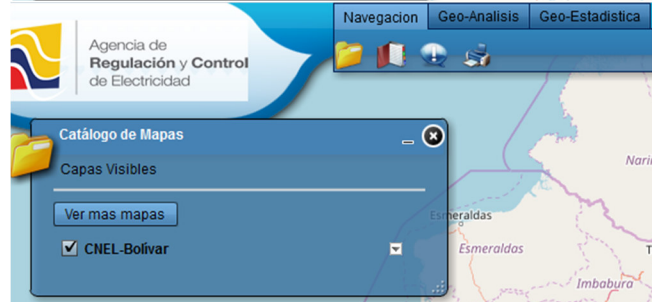 Navegacion Geo-Analisis Geo-Estadistica
Agencia de
Regulación y Control
de Electricidad
Catálogo de Mapas
Capas Visibles
Ver mas mapas
CNEL-Bolívar
Nari
Esmeraldas
Esmeraldas
T
Imbabura